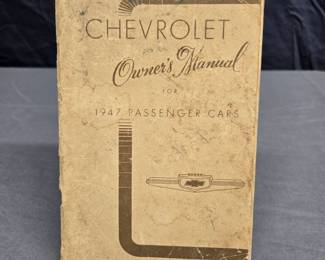 CHEVROLET
Owner's Manual
FOR
1947 PASSENGER CARS